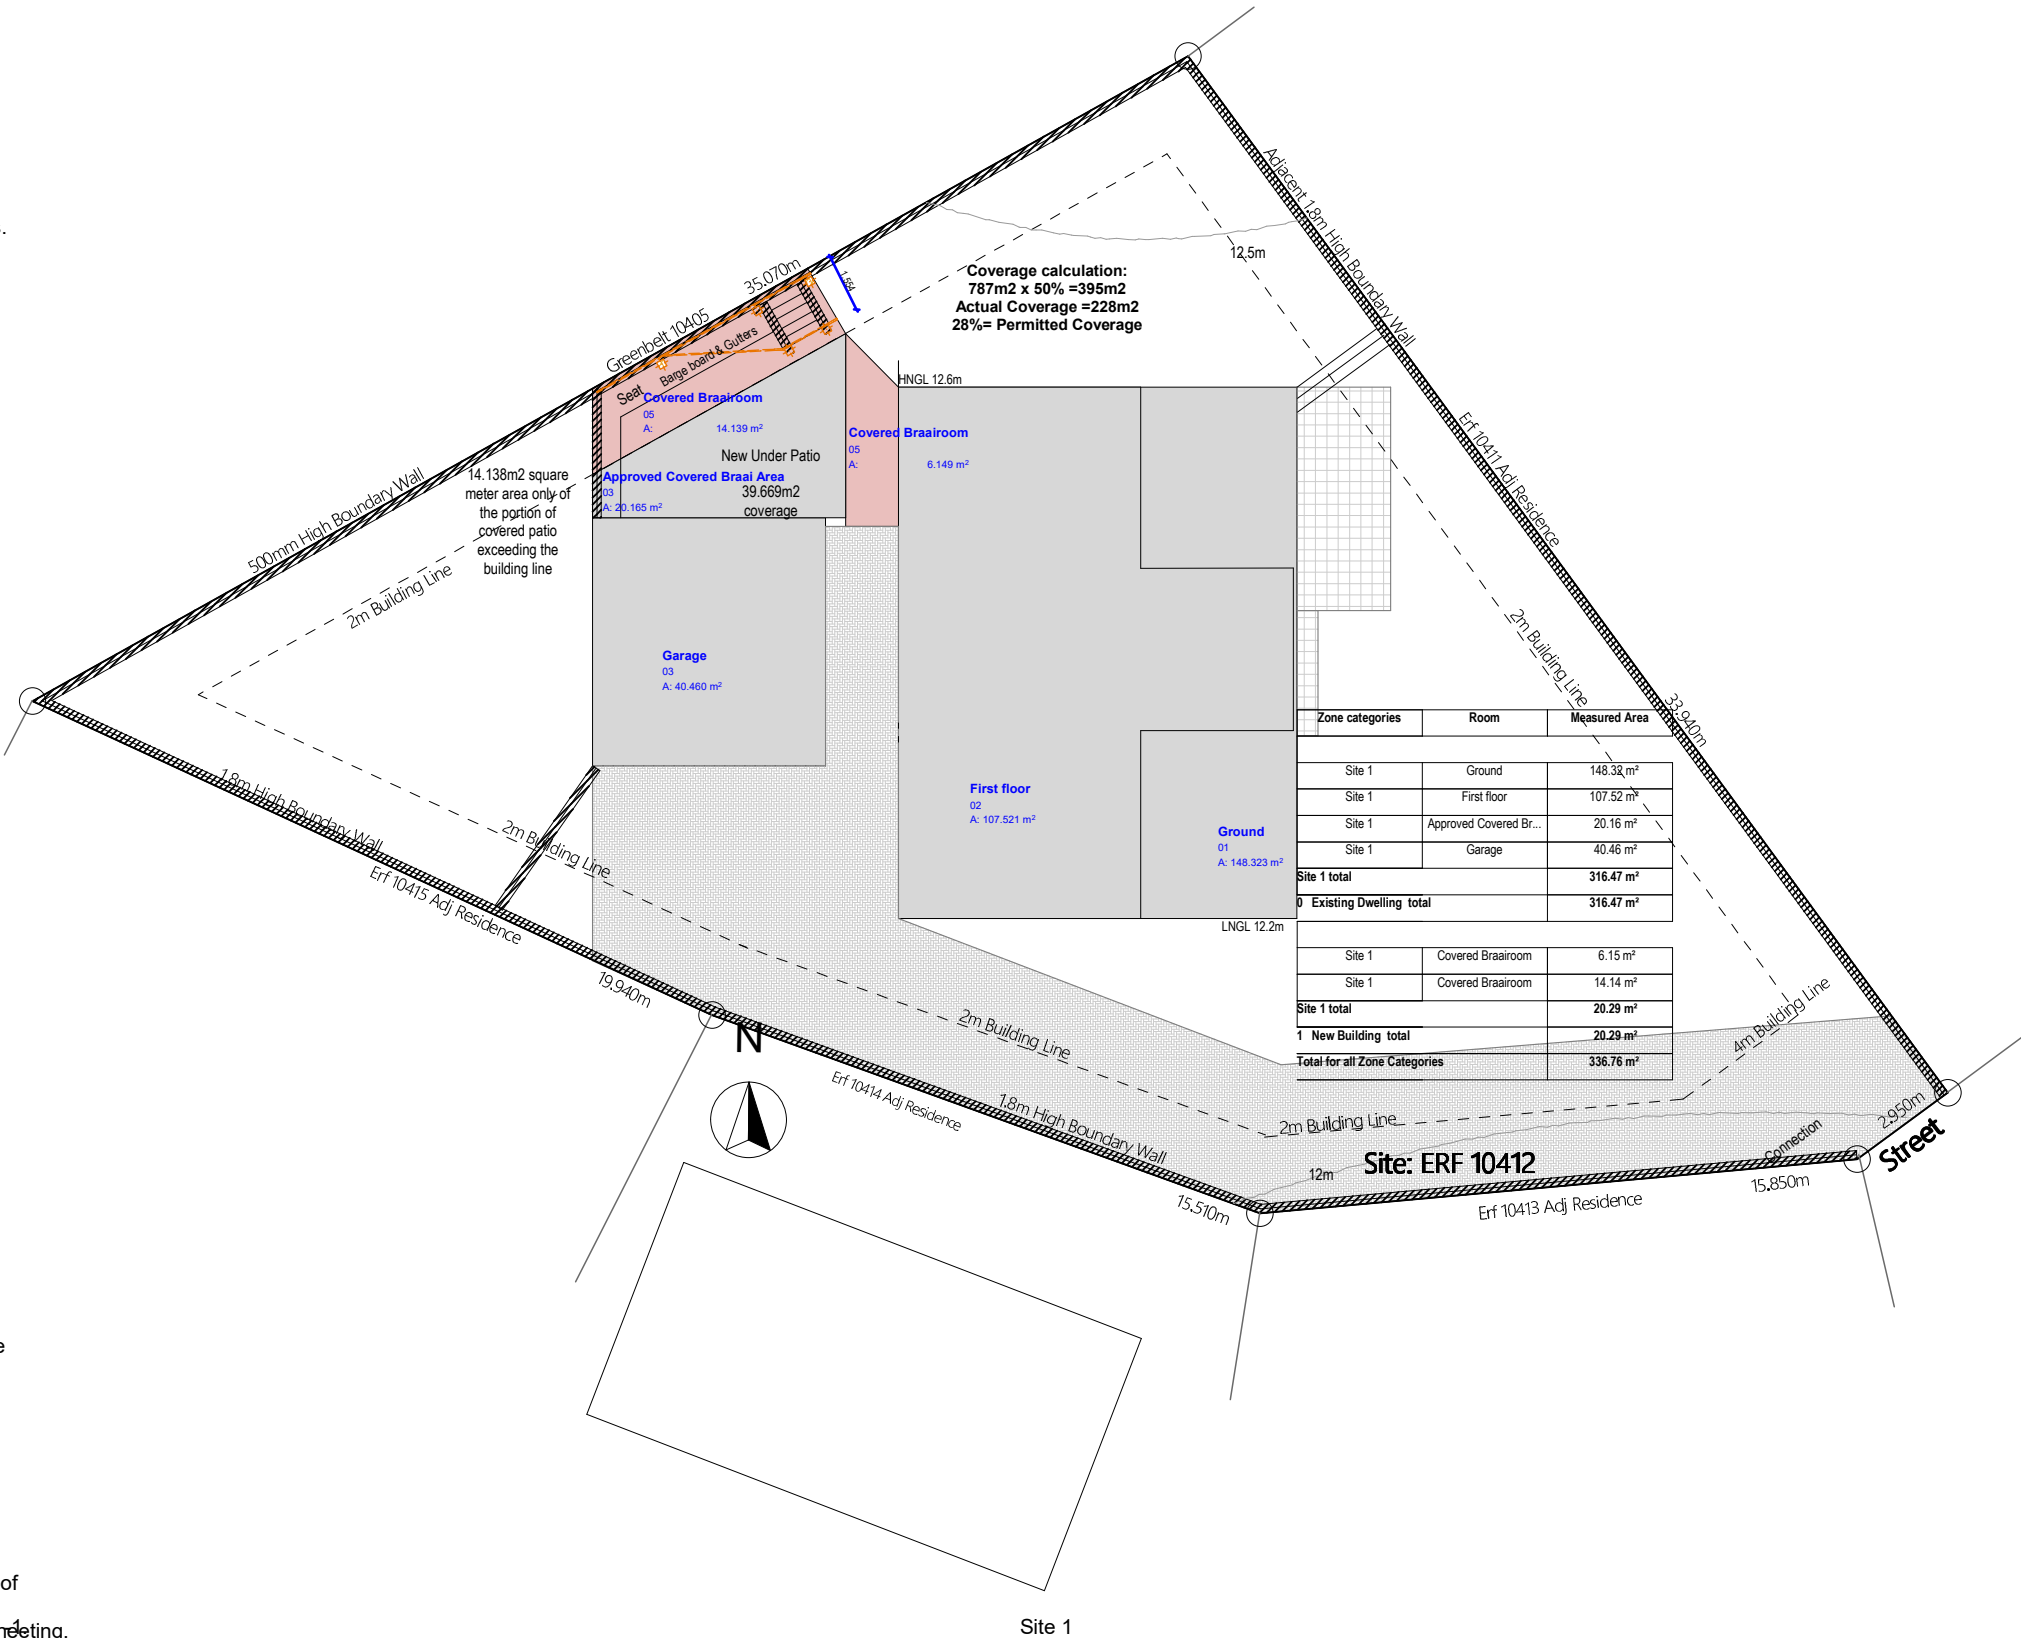 Adjacent 1.8m High Boundary Wall
12.5m
Coverage calculation:
787m2 x 50% =395m2
Actual Coverage =228m2
28%= Permitted Coverage
35.070m
1,554
Greenbelt 10405
Barge board & Gutters
Seat
HNGL 12.6m
Covered Braairoom
05
A: 14.139 m²
Covered Braairoom
05
A: 6.149 m²
New Under Patio
39.669m2
coverage
Approved Covered Braai Area
03
A: 20.165 m²
14.138m2 square
meter area only of
the portion of
covered patio
exceeding the
building line
500mm High Boundary Wall
2m Building Line
Erf 10411 Adj Residence
2m Building Line
33.940m
Garage
03
A: 40.460 m²
First floor
02
A: 107.521 m²
Ground
01
A: 148.323 m²
Zone categories Room Measured Area
Site 1 Ground 148.32 m²
Site 1 First floor 107.52 m²
Site 1 Approved Covered Br... 20.16 m²
Site 1 Garage 40.46 m²
Site 1 total 316.47 m²
0 Existing Dwelling total 316.47 m²
Site 1 Covered Braairoom 6.15 m²
Site 1 Covered Braairoom 14.14 m²
Site 1 total 20.29 m²
1 New Building total 20.29 m²
Total for all Zone Categories 336.76 m²
LNGL 12.2m
1.8m High Boundary Wall
2m Building Line
Erf 10415 Adj Residence
19.940m
N
2m Building Line
4m Building Line
Erf 10414 Adj Residence
1.8m High Boundary Wall
2m Building Line
2.950m
Connection
Street
Site: ERF 10412
12m
15.850m
15.510m
Erf 10413 Adj Residence
e
of
Site 1